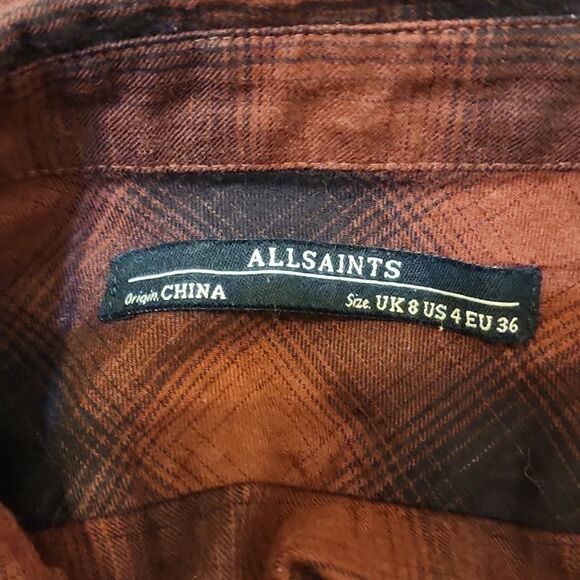 ALLSAINTS
Origin. CHINA
Size. UK 8 US 4 EU 36